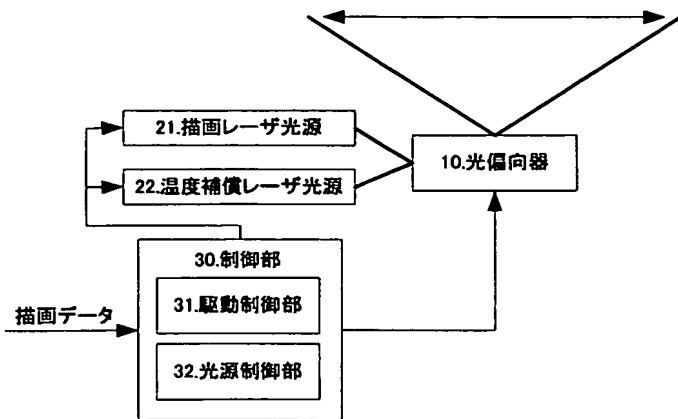 21.描画レーザ光源
10.光偏向器
22.温度補償レーザ光源
30.制御部
31.駆動制御部
描画データ
32.光源制御部